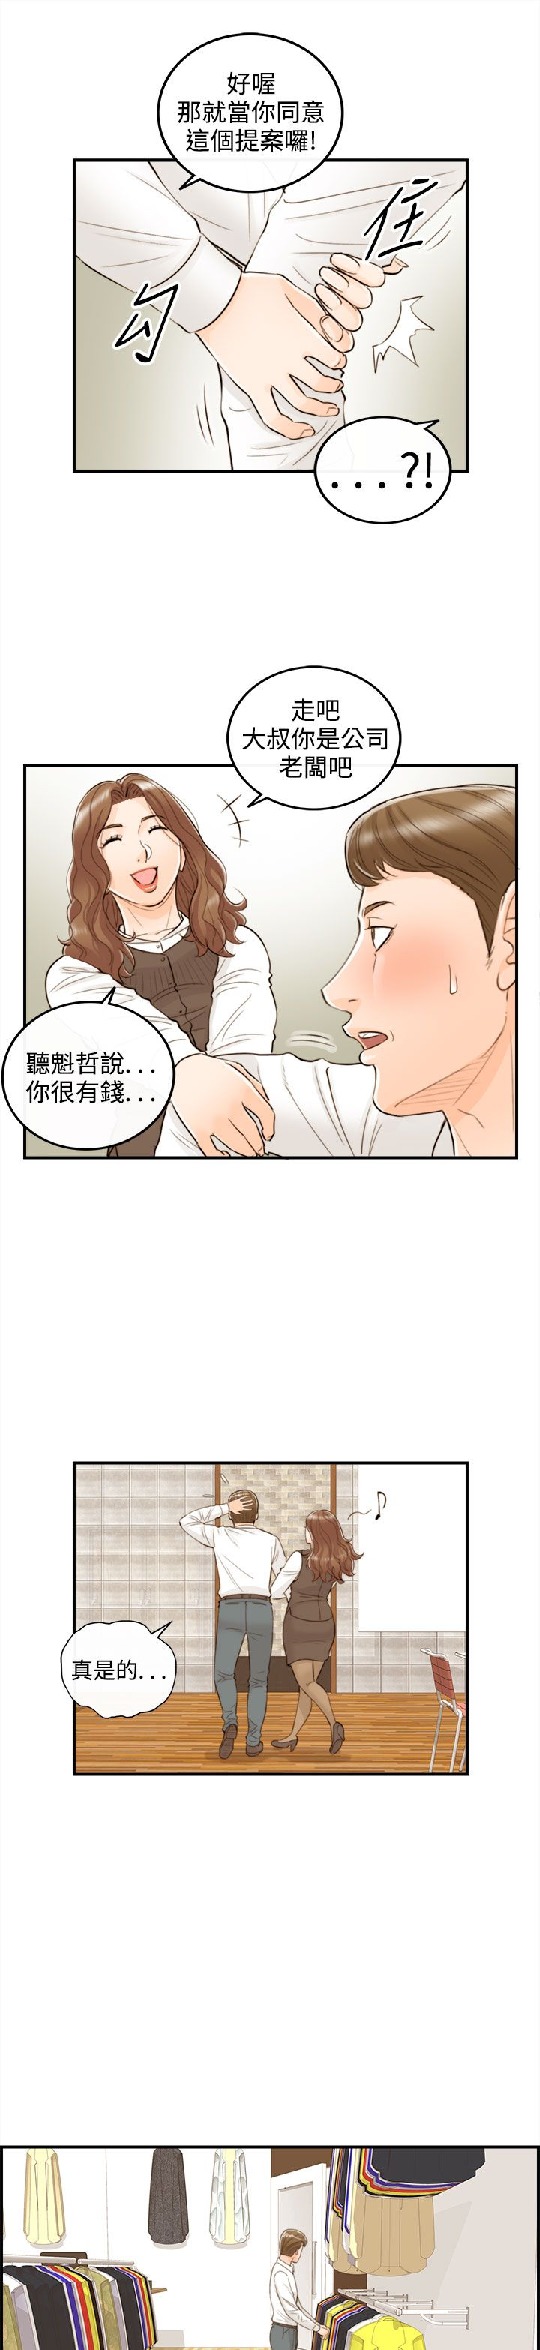 好喔
那就當你同意
這個提案囉!
勾
住
...?!
走吧
大叔你是公司
老闆吧
聽魁哲說...
你很有錢...
真是的...